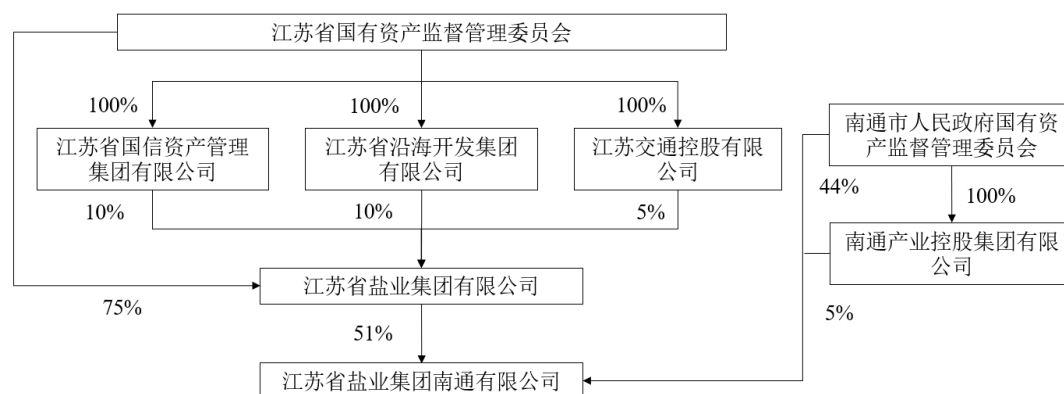 江苏省国有资产监督管理委员会
100%
100%
100%
江苏省国信资产管理
集团有限公司
江苏省沿海开发集团
有限公司
江苏交通控股有限
公司
南通市人民政府国有资
产监督管理委员会
10%
10%
5%
44%
100%
南通产业控股集团有限
公司
江苏省盐业集团有限公司
75%
5%
51%
江苏省盐业集团南通有限公司